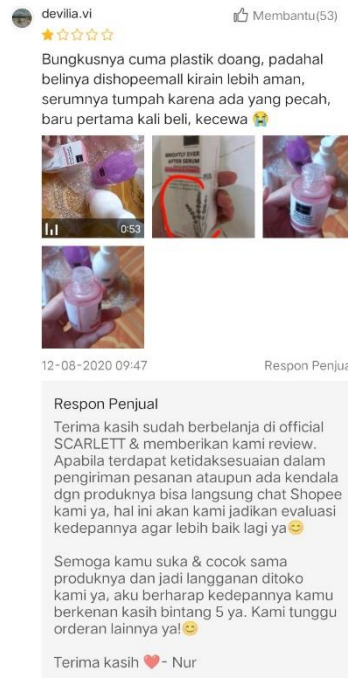 devilia.vi
Membantu(53)
Bungkusnya cuma plastik doang, padahal
belinya dishopeemall kirain lebih aman,
serumnya tumpah karena ada yang pecah,
baru pertama kali beli, kecewa 😭
BRIGHTLY EVER
AFTER SERUM
0:53
12-08-2020 09:47
Respon Penjua
Respon Penjual
Terima kasih sudah berbelanja di official
SCARLETT & memberikan kami review.
Apabila terdapat ketidaksesuaian dalam
pengiriman pesanan ataupun ada kendala
dgn produknya bisa langsung chat Shopee
kami ya, hal ini akan kami jadikan evaluasi
kedepannya agar lebih baik lagi ya😊
Semoga kamu suka & cocok sama
produknya dan jadi langganan ditoko
kami ya, aku berharap kedepannya kamu
berkenan kasih bintang 5 ya. Kami tunggu
orderan lainnya ya!😊
Terima kasih ❤️- Nur